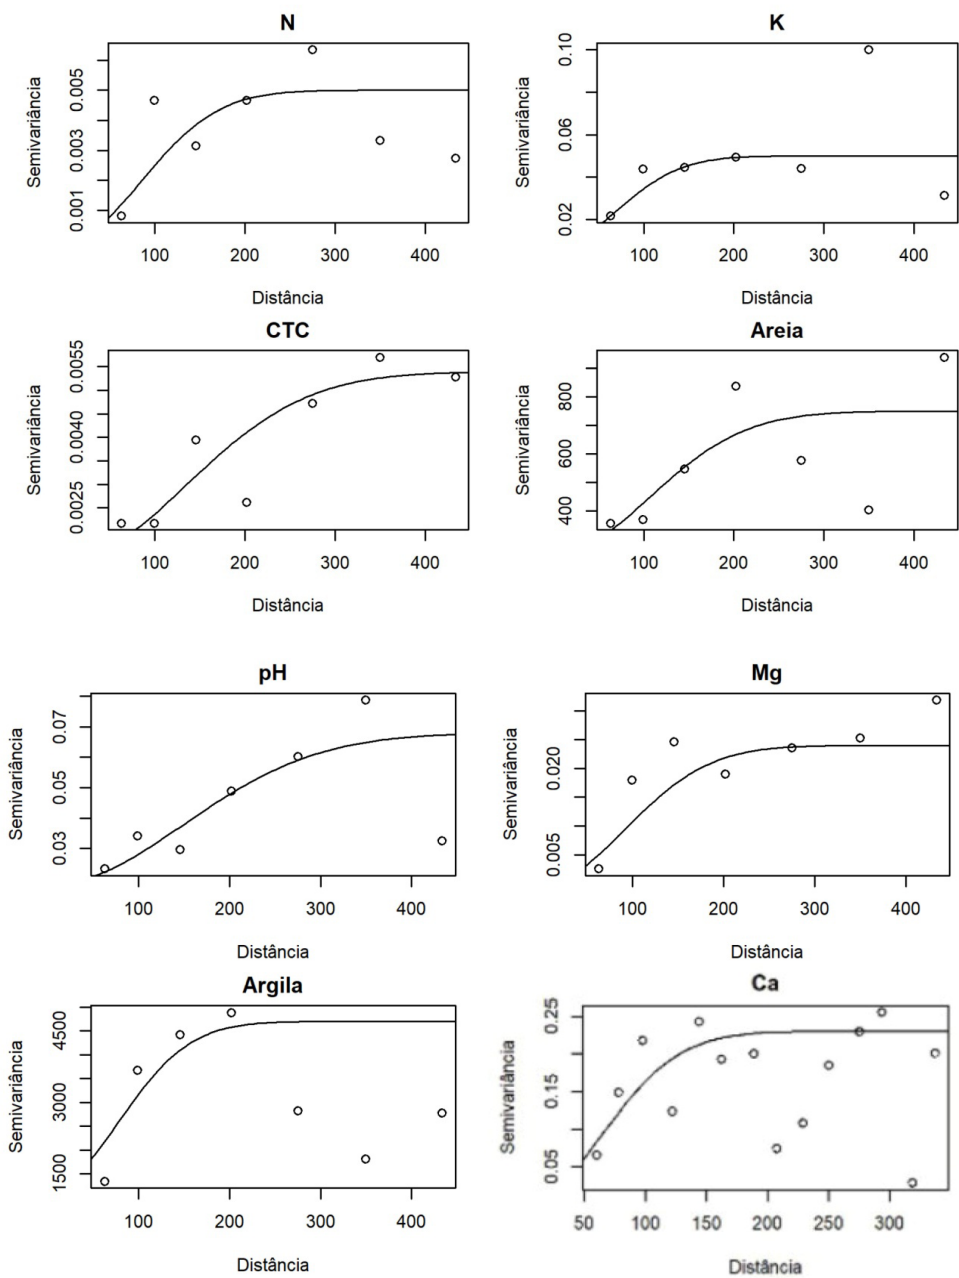 N
Semivariância
0.005
0.003
0.001
100 200 300 400
Distância
K
Semivariância
0.10
0.06
0.02
100 200 300 400
Distância
CTC
Semivariância
0.0055
0.0040
0.0025
100 200 300 400
Distância
Areia
Semivariância
800
600
400
100 200 300 400
Distância
pH
Semivariância
0.07
0.05
0.03
100 200 300 400
Distância
Mg
Semivariância
0.020
0.005
100 200 300 400
Distância
Argila
Semivariância
4500
3000
1500
100 200 300 400
Distância
Ca
Semivariância
0.25
0.15
0.05
50 100 150 200 250 300
Distância